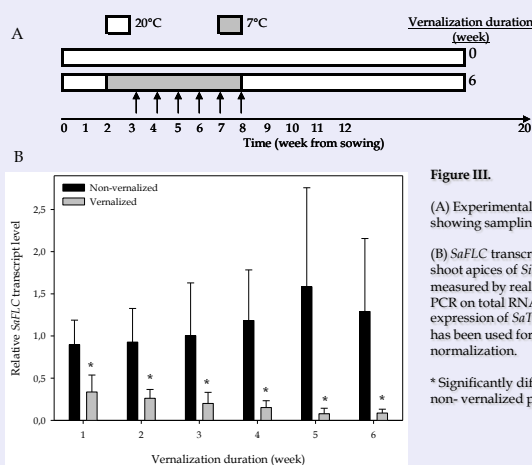 A
20°C
7°C
Vernalization duration
(week)
0
6
0 1 2 3 4 5 6 7 8 9 10 11 12 20
Time (week from sowing)
B
Non-vernalized
Vernalized
Relative SaFLC transcript level
2,5
2,0
1,5
1,0
0,5
0,0
* * * * * *
1 2 3 4 5 6
Vernalization duration (week)
Figure III.
(A) Experimental
showing samplin
(B) SaFLC transcr
shoot apices of Si
measured by real
PCR on total RNA
expression of SaT
has been used for
normalization.
* Significantly dif
non- vernalized p